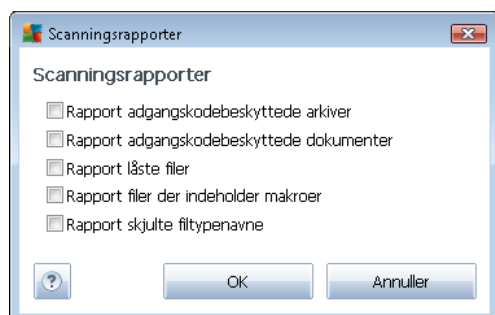 Scanningsrapporter
Scanningsrapporter
Rapport adgangskodebeskyttede arkiver
Rapport adgangskodebeskyttede dokumenter
Rapport låste filer
Rapport filer der indeholder makroer
Rapport skjulte filtypenavne
? OK Annuller